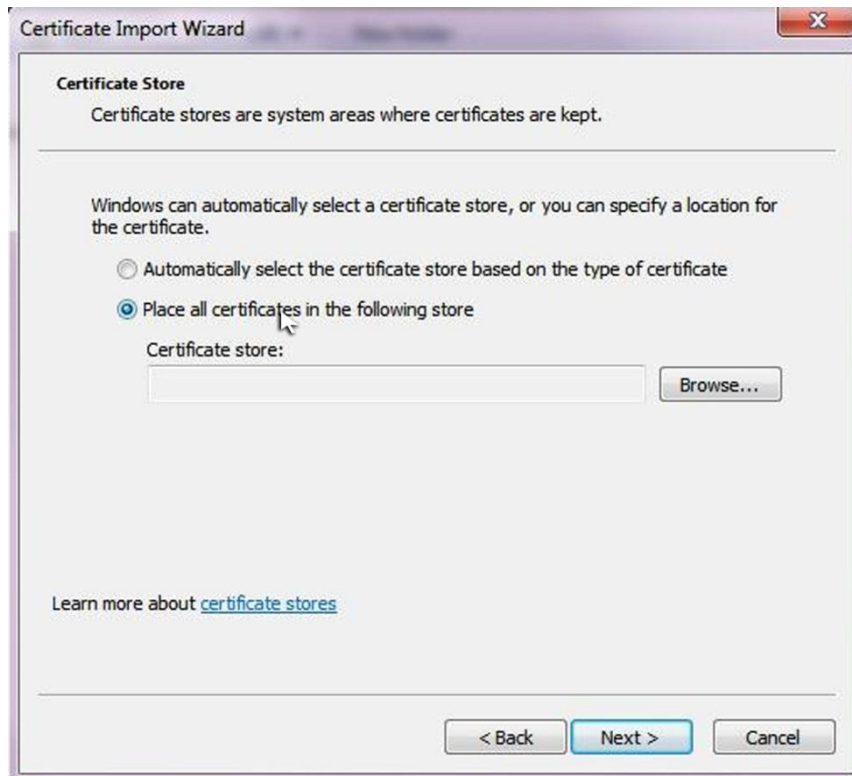 Certificate Import Wizard
Certificate Store
Certificate stores are system areas where certificates are kept.
Windows can automatically select a certificate store, or you can specify a location for
the certificate.
Automatically select the certificate store based on the type of certificate
Place all certificates in the following store
Certificate store:
Browse...
Learn more about certificate stores
< Back Next > Cancel